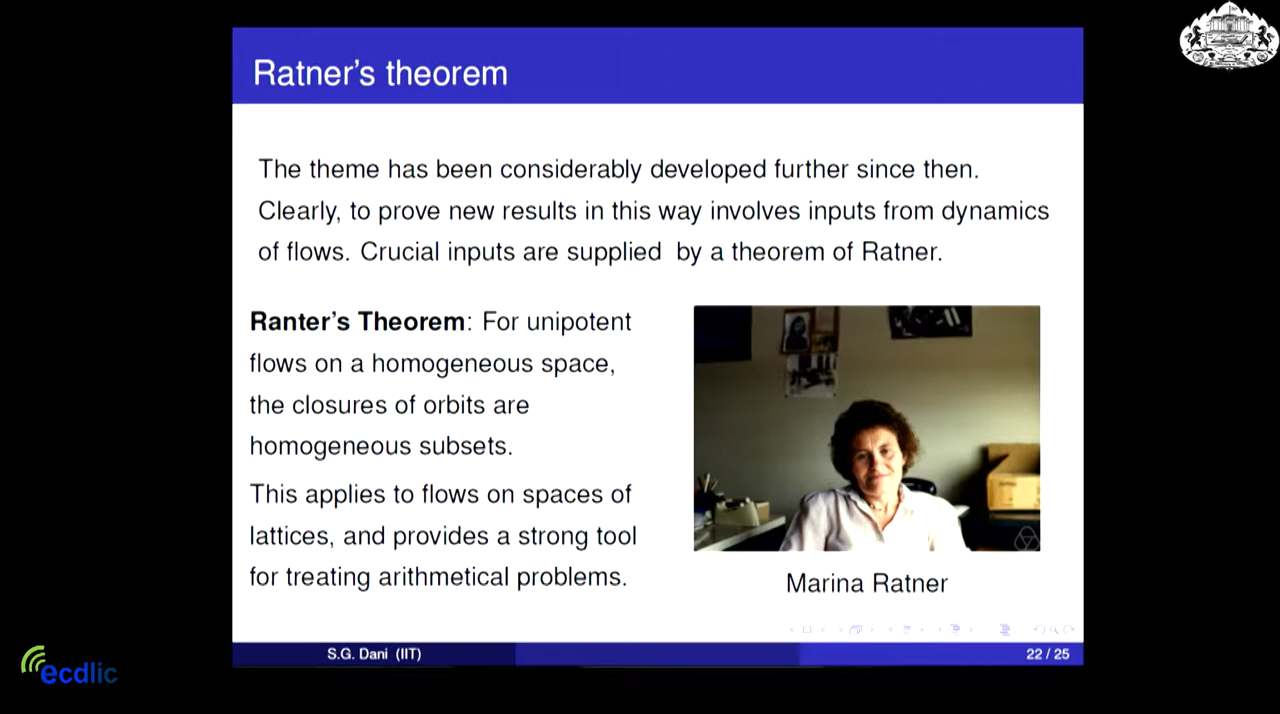 Ratner's theorem
The theme has been considerably developed further since then.
Clearly, to prove new results in this way involves inputs from dynamics
of flows. Crucial inputs are supplied by a theorem of Ratner.
Ranter's Theorem: For unipotent
flows on a homogeneous space,
the closures of orbits are
homogeneous subsets.
This applies to flows on spaces of
lattices, and provides a strong tool
for treating arithmetical problems.
Marina Ratner
S.G. Dani (IIT)
22 / 25
ecdlic